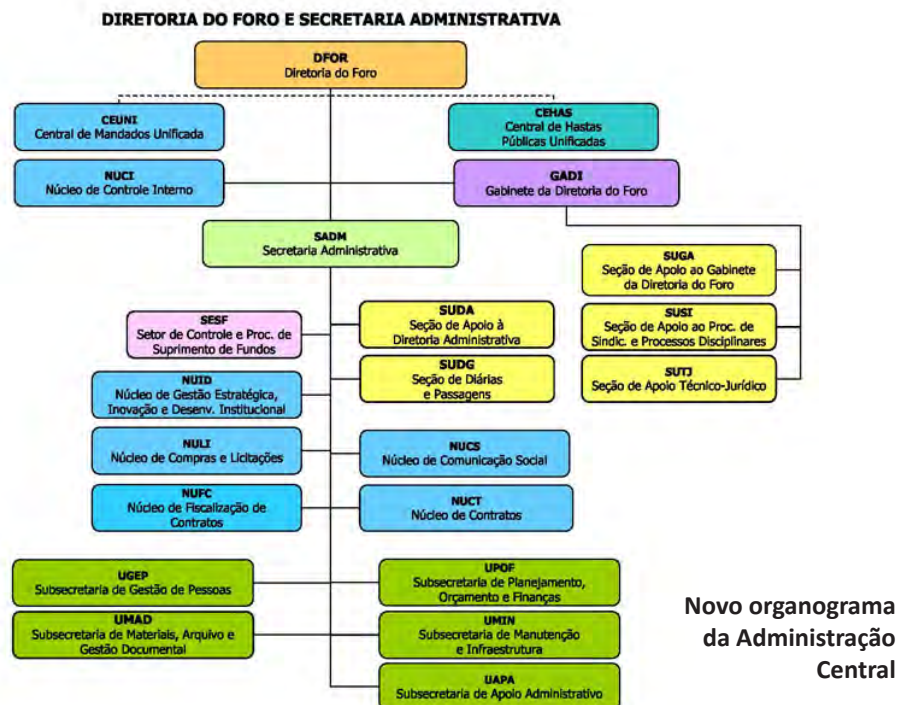 DIRETORIA DO FORO E SECRETARIA ADMINISTRATIVA
DFOR
Diretoria do Foro
CEUNI
Central de Mandados Unificada
CEHAS
Central de Hastas
Públicas Unificadas
NUCI
Núcleo de Controle Interno
GADI
Gabinete da Diretoria do Foro
SADM
Secretaria Administrativa
SUGA
Seção de Apoio ao Gabinete
da Diretoria do Foro
SUSI
Seção de Apoio ao Proc. de
Sindic. e Processos Disciplinares
SUTJ
Seção de Apoio Técnico-Jurídico
SESF
Setor de Controle e Proc. de
Suprimento de Fundos
SUDA
Seção de Apoio à
Diretoria Administrativa
SUDG
Seção de Diárias
e Passagens
NUID
Núcleo de Gestão Estratégica,
Inovação e Desenv. Institucional
NULI
Núcleo de Compras e Licitações
NUCS
Núcleo de Comunicação Social
NUFC
Núcleo de Fiscalização de
Contratos
NUCT
Núcleo de Contratos
UGEP
Subsecretaria de Gestão de Pessoas
UPOF
Subsecretaria de Planejamento,
Orçamento e Finanças
UMAD
Subsecretaria de Materiais, Arquivo e
Gestão Documental
UMIN
Subsecretaria de Manutenção
e Infraestrutura
UAPA
Subsecretaria de Apoio Administrativo
Novo organograma
da Administração
Central